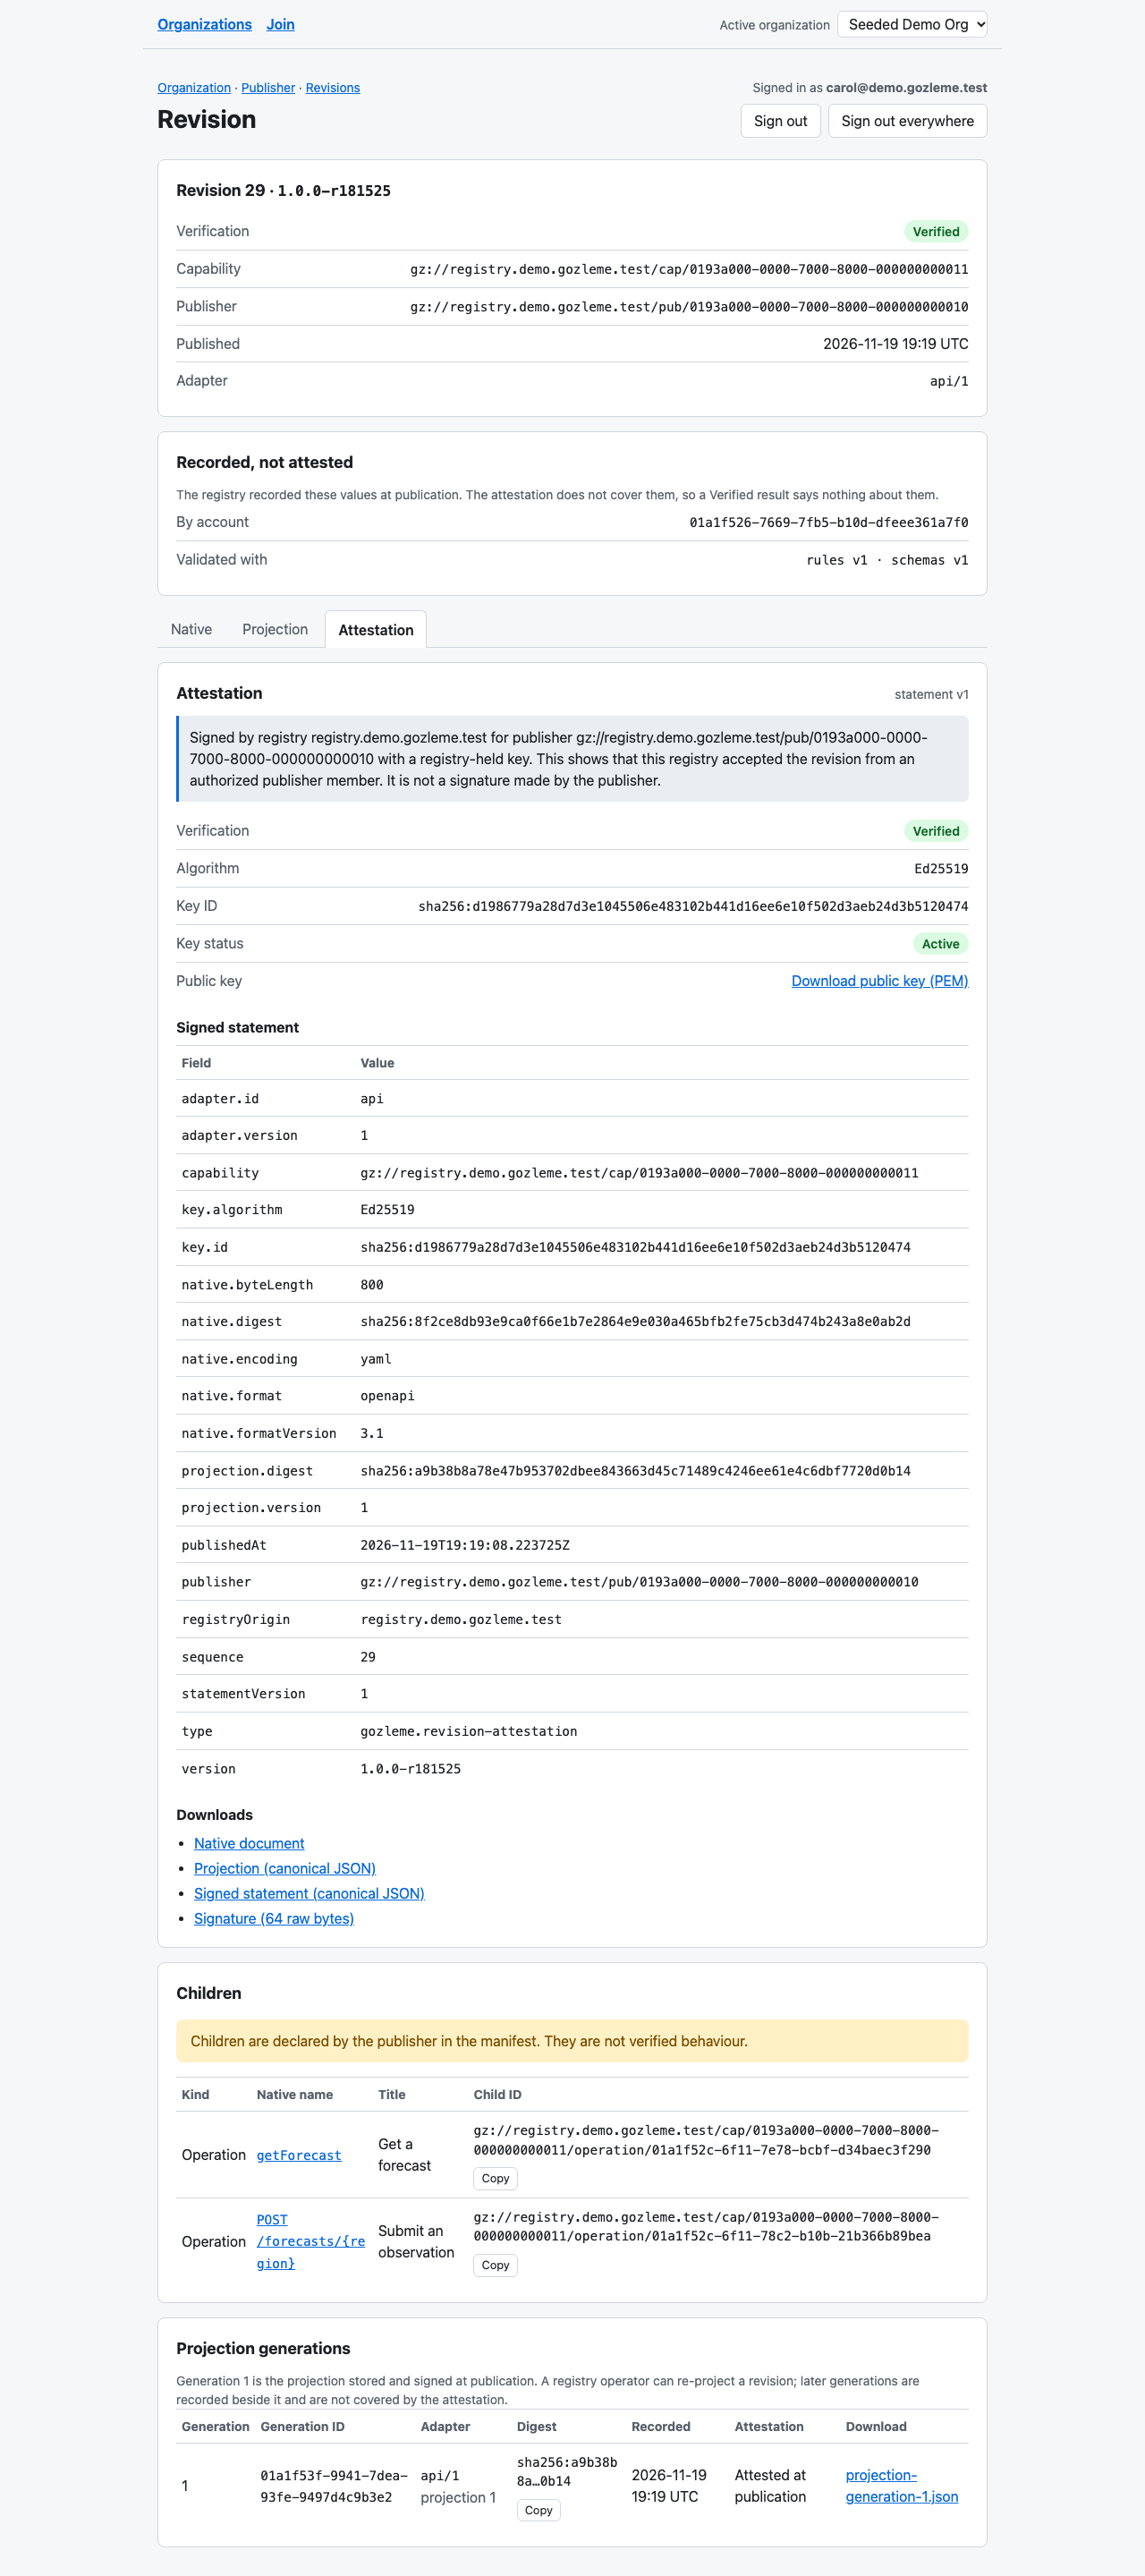 Organizations Join Active organization Seeded Demo Org
Organization · Publisher · Revisions Signed in as carol@demo.gozleme.test
Revision Sign out Sign out everywhere
Revision 29 · 1.0.0-r181525
Verification Verified
Capability gz://registry.demo.gozleme.test/cap/0193a000-0000-7000-8000-000000000011
Publisher gz://registry.demo.gozleme.test/pub/0193a000-0000-7000-8000-000000000010
Published 2026-11-19 19:19 UTC
Adapter api/1
Recorded, not attested
The registry recorded these values at publication. The attestation does not cover them, so a Verified result says nothing about them.
By account 01a1f526-7669-7fb5-b10d-dfeee361a7f0
Validated with rules v1 · schemas v1
Native Projection Attestation
Attestation statement v1
Signed by registry registry.demo.gozleme.test for publisher gz://registry.demo.gozleme.test/pub/0193a000-0000-
7000-8000-000000000010 with a registry-held key. This shows that this registry accepted the revision from an
authorized publisher member. It is not a signature made by the publisher.
Verification Verified
Algorithm Ed25519
Key ID sha256:d1986779a28d7d3e1045506e483102b441d16ee6e10f502d3aeb24d3b5120474
Key status Active
Public key Download public key (PEM)
Signed statement
Field Value
adapter.id api
adapter.version 1
capability gz://registry.demo.gozleme.test/cap/0193a000-0000-7000-8000-000000000011
key.algorithm Ed25519
key.id sha256:d1986779a28d7d3e1045506e483102b441d16ee6e10f502d3aeb24d3b5120474
native.byteLength 800
native.digest sha256:8f2ce8db93e9ca0f66e1b7e2864e9e030a465bfb2fe75cb3d474b243a8e0ab2d
native.encoding yaml
native.format openapi
native.formatVersion 3.1
projection.digest sha256:a9b38b8a78e47b953702dbee843663d45c71489c4246ee61e4c6dbf7720d0b14
projection.version 1
publishedAt 2026-11-19T19:19:08.223725Z
publisher gz://registry.demo.gozleme.test/pub/0193a000-0000-7000-8000-000000000010
registryOrigin registry.demo.gozleme.test
sequence 29
statementVersion 1
type gozleme.revision-attestation
version 1.0.0-r181525
Downloads
• Native document
• Projection (canonical JSON)
• Signed statement (canonical JSON)
• Signature (64 raw bytes)
Children
Children are declared by the publisher in the manifest. They are not verified behaviour.
Kind Native name Title Child ID
Operation getForecast Get a forecast gz://registry.demo.gozleme.test/cap/0193a000-0000-7000-8000-
000000000011/operation/01a1f52c-6f11-7e78-bcbf-d34baec3f290
Copy
Operation POST /forecasts/{region} Submit an observation gz://registry.demo.gozleme.test/cap/0193a000-0000-7000-8000-
000000000011/operation/01a1f52c-6f11-78c2-b10b-21b366b89bea
Copy
Projection generations
Generation 1 is the projection stored and signed at publication. A registry operator can re-project a revision; later generations are
recorded beside it and are not covered by the attestation.
Generation Generation ID Adapter Digest Recorded Attestation Download
1 01a1f53f-9941-7dea- api/1 sha256:a9b38b 2026-11-19 Attested at projection-
93fe-9497d4c9b3e2 projection 1 8a…0b14 19:19 UTC publication generation-1.json
Copy